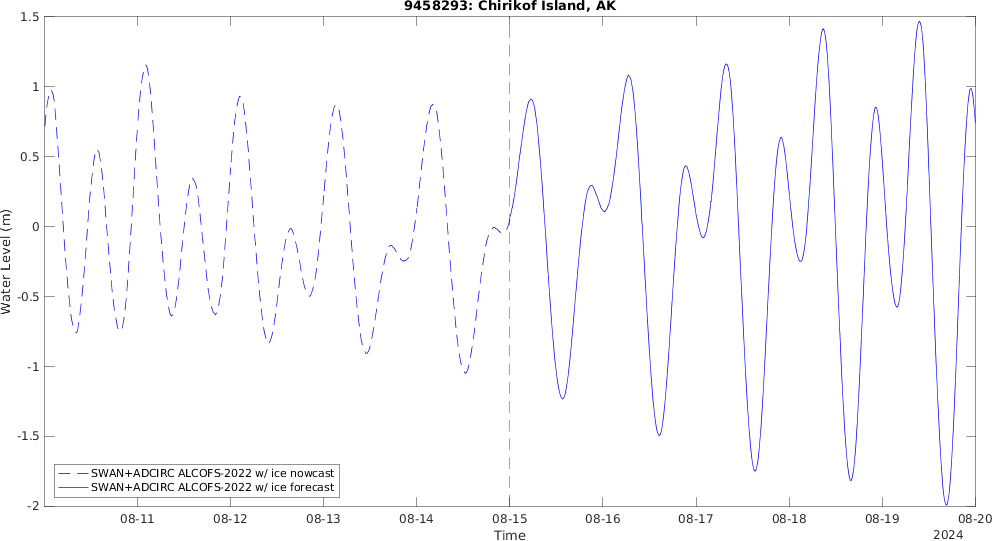 9458293: Chirikof Island, AK
Water Level (m)
1.5
1
0.5
0
-0.5
-1
-1.5
-2
SWAN+ADCIRC ALCOFS-2022 w/ ice nowcast
SWAN+ADCIRC ALCOFS-2022 w/ ice forecast
08-11 08-12 08-13 08-14 08-15 08-16 08-17 08-18 08-19 08-20
Time
2024